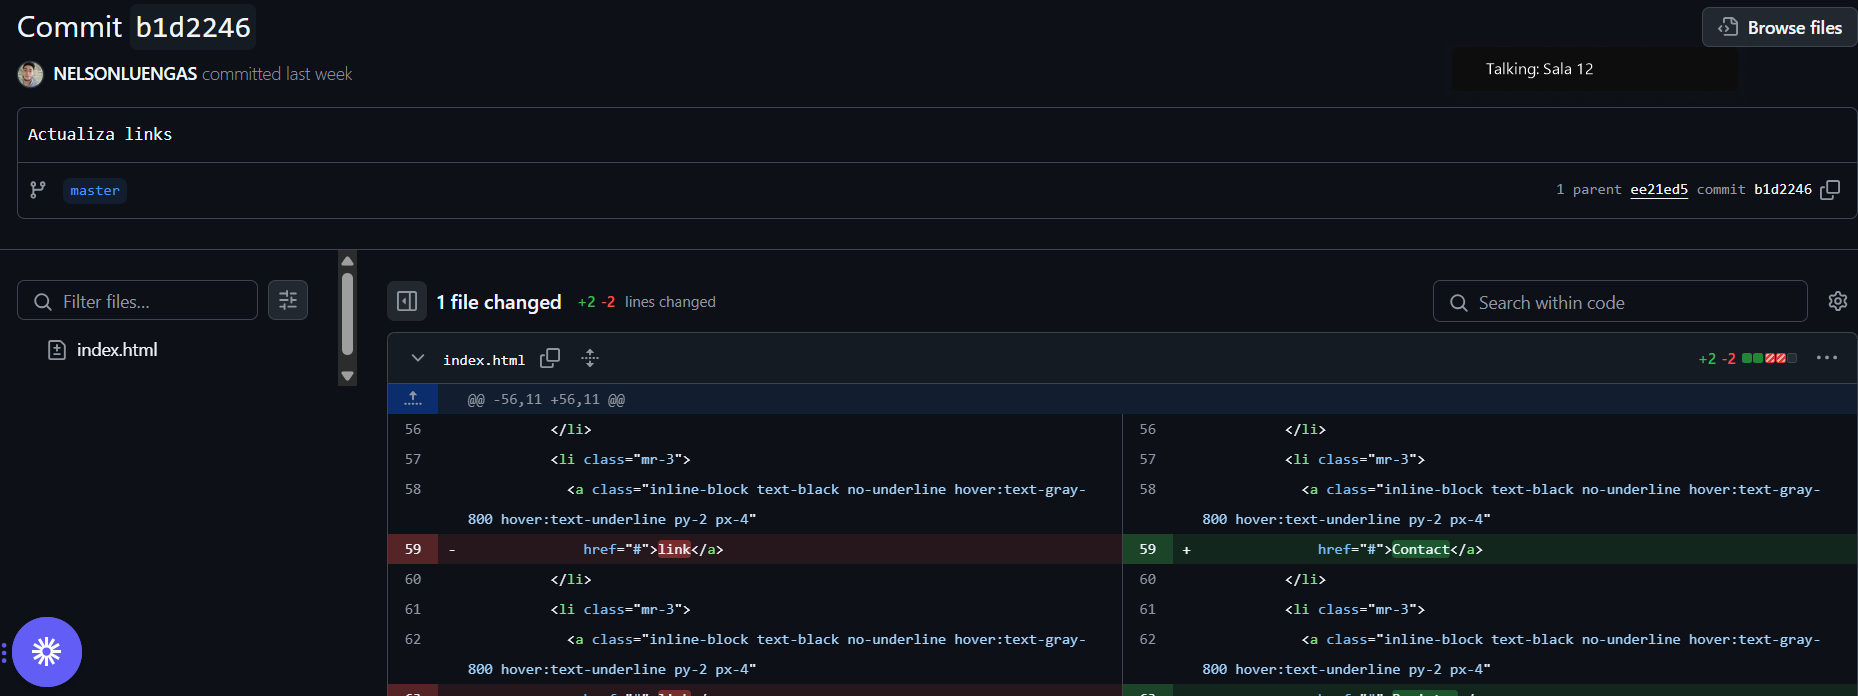 Commit b1d2246
Browse files
NELSONLUENGAS committed last week
Talking: Sala 12
Actualiza links
master
1 parent ee21ed5 commit b1d2246
Filter files...
index.html
1 file changed +2 -2 lines changed
Search within code
index.html
+2 -2
@@ -56,11 +56,11 @@
56 </li>
57 <li class="mr-3">
58 <a class="inline-block text-black no-underline hover:text-gray-
800 hover:text-underline py-2 px-4"
59 - href="#">link</a>
60 </li>
61 <li class="mr-3">
62 <a class="inline-block text-black no-underline hover:text-gray-
800 hover:text-underline py-2 px-4"
56 </li>
57 <li class="mr-3">
58 <a class="inline-block text-black no-underline hover:text-gray-
800 hover:text-underline py-2 px-4"
59 + href="#">Contact</a>
60 </li>
61 <li class="mr-3">
62 <a class="inline-block text-black no-underline hover:text-gray-
800 hover:text-underline py-2 px-4"